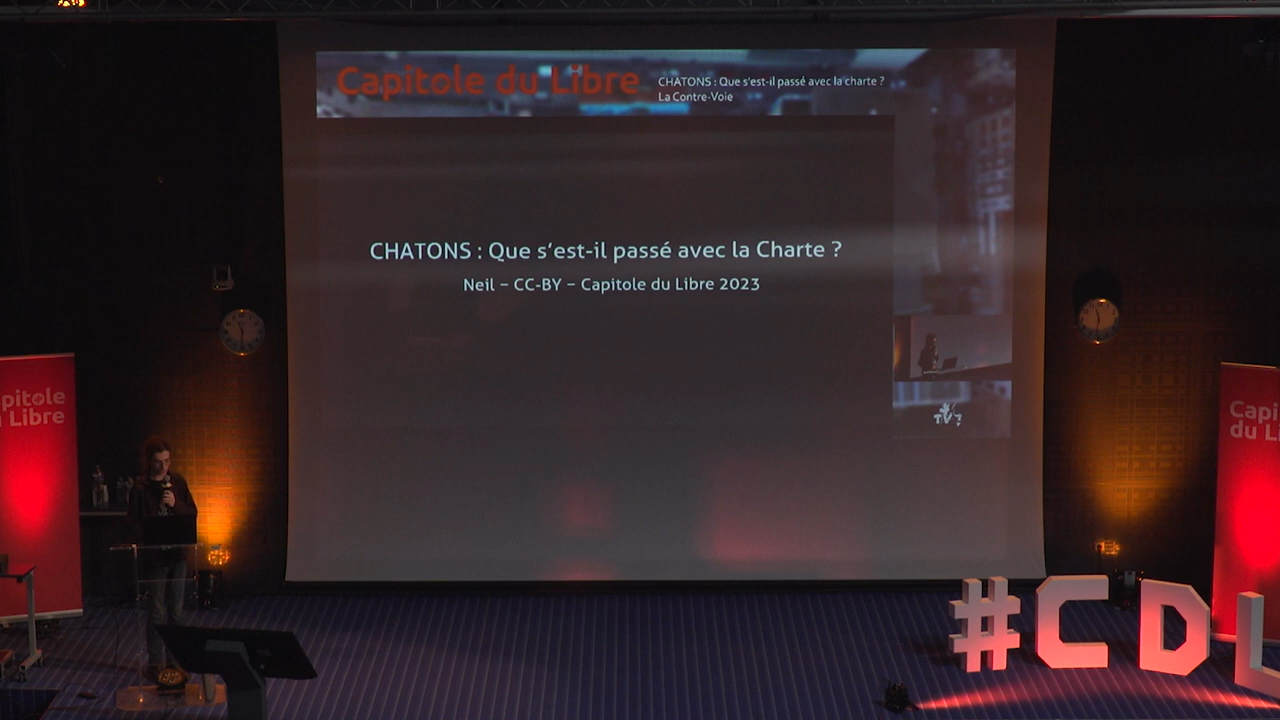 Capitole du Libre
CHATONS : Que s'est-il passé avec la charte ?
La Contre-Voie
CHATONS : Que s'est-il passé avec la Charte ?
Neil – CC-BY – Capitole du Libre 2023
pitole
u Libre
Capi
du Li
#CDL